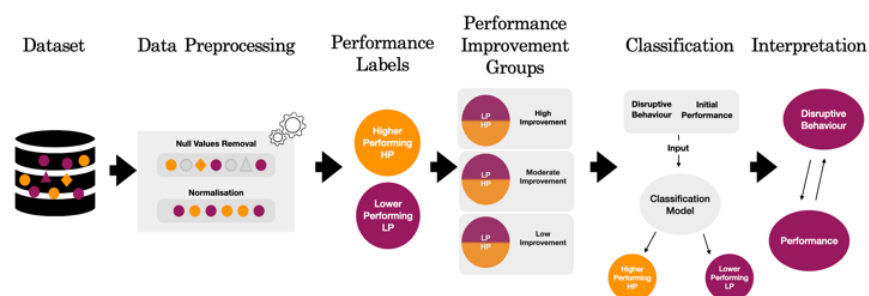 Dataset
Data Preprocessing
Performance
Labels
Performance
Improvement
Groups
Classification
Interpretation
Null Values Removal
Normalisation
Higher
Performing
HP
Lower
Performing
LP
LP
HP
High
Improvement
LP
HP
Moderate
Improvement
LP
HP
Low
Improvement
Disruptive
Behaviour
Initial
Performance
Input
Classification
Model
Higher
Performing
HP
Lower
Performing
LP
Disruptive
Behaviour
Performance